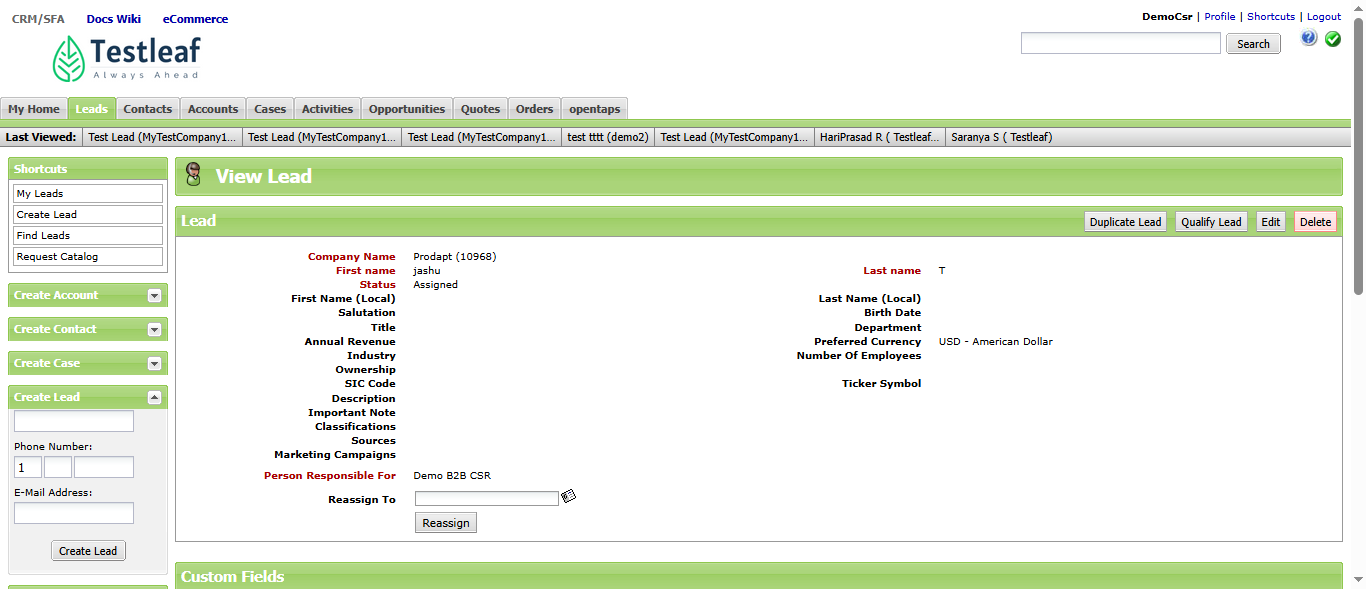 CRM/SFA Docs Wiki eCommerce
DemoCsr | Profile | Shortcuts | Logout
Testleaf
Always Ahead
Search
My Home Leads Contacts Accounts Cases Activities Opportunities Quotes Orders opentaps
Last Viewed: Test Lead (MyTestCompany1... Test Lead (MyTestCompany1... Test Lead (MyTestCompany1... test tttt (demo2) Test Lead (MyTestCompany1... HariPrasad R ( Testleaf... Saranya S ( Testleaf)
Shortcuts
My Leads
Create Lead
Find Leads
Request Catalog
Create Account
Create Contact
Create Case
Create Lead
Phone Number:
1
E-Mail Address:
Create Lead
View Lead
Lead
Duplicate Lead Qualify Lead Edit Delete
Company Name Prodapt (10968)
First name jashu Last name T
Status Assigned
First Name (Local) Last Name (Local)
Salutation Birth Date
Title Department
Annual Revenue Preferred Currency USD - American Dollar
Industry Number Of Employees
Ownership
SIC Code Ticker Symbol
Description
Important Note
Classifications
Sources
Marketing Campaigns
Person Responsible For Demo B2B CSR
Reassign To
Reassign
Custom Fields